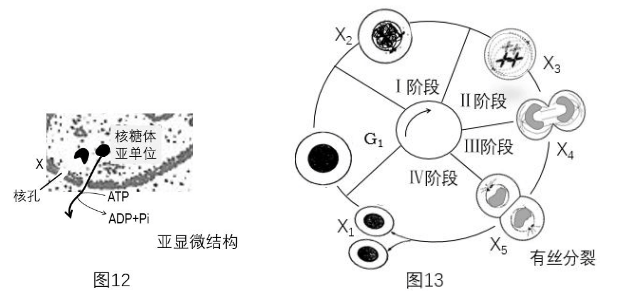 核糖体
亚单位
X
核孔
ATP
ADP+Pi
亚显微结构
图12
X₂
X₃
I 阶段
II 阶段
G₁
X₄
III阶段
IV阶段
X₁
X₅
有丝分裂
图13